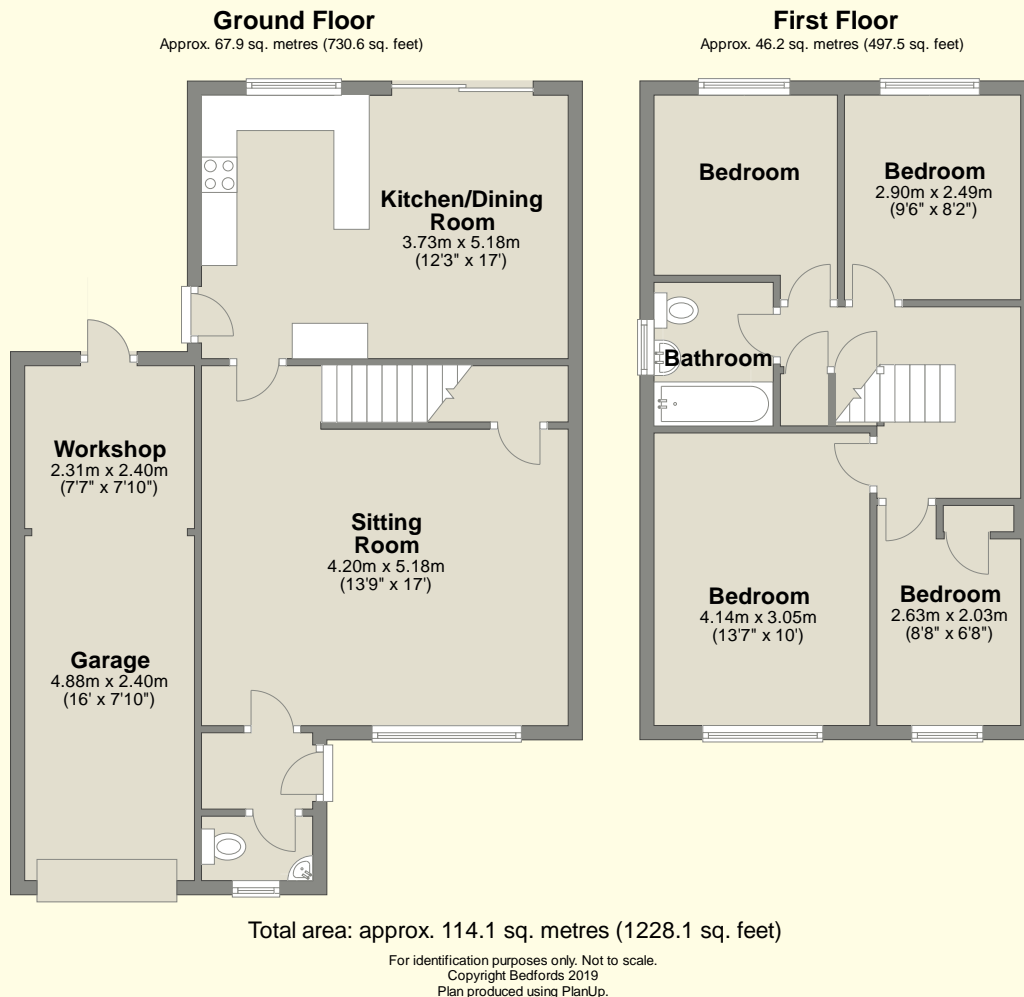 Ground Floor
Approx. 67.9 sq. metres (730.6 sq. feet)
Kitchen/Dining
Room
3.73m x 5.18m
(12'3" x 17')
Workshop
2.31m x 2.40m
(7'7" x 7'10")
Sitting
Room
4.20m x 5.18m
(13'9" x 17')
Garage
4.88m x 2.40m
(16' x 7'10")
First Floor
Approx. 46.2 sq. metres (497.5 sq. feet)
Bedroom
Bedroom
2.90m x 2.49m
(9'6" x 8'2")
Bathroom
Bedroom
4.14m x 3.05m
(13'7" x 10')
Bedroom
2.63m x 2.03m
(8'8" x 6'8")
Total area: approx. 114.1 sq. metres (1228.1 sq. feet)
For identification purposes only. Not to scale.
Copyright Bedfords 2019
Plan produced using PlanUp.